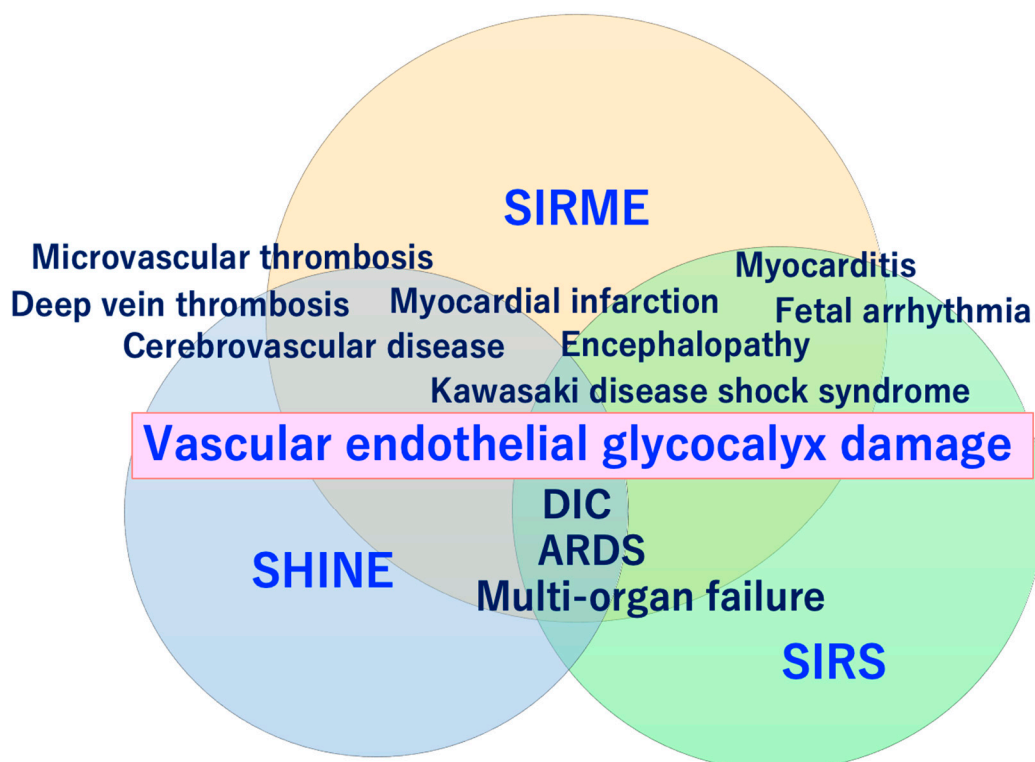 SIRME
Microvascular thrombosis
Myocarditis
Deep vein thrombosis
Myocardial infarction
Fetal arrhythmia
Cerebrovascular disease
Encephalopathy
Kawasaki disease shock syndrome
Vascular endothelial glycocalyx damage
DIC
ARDS
SHINE
Multi-organ failure
SIRS